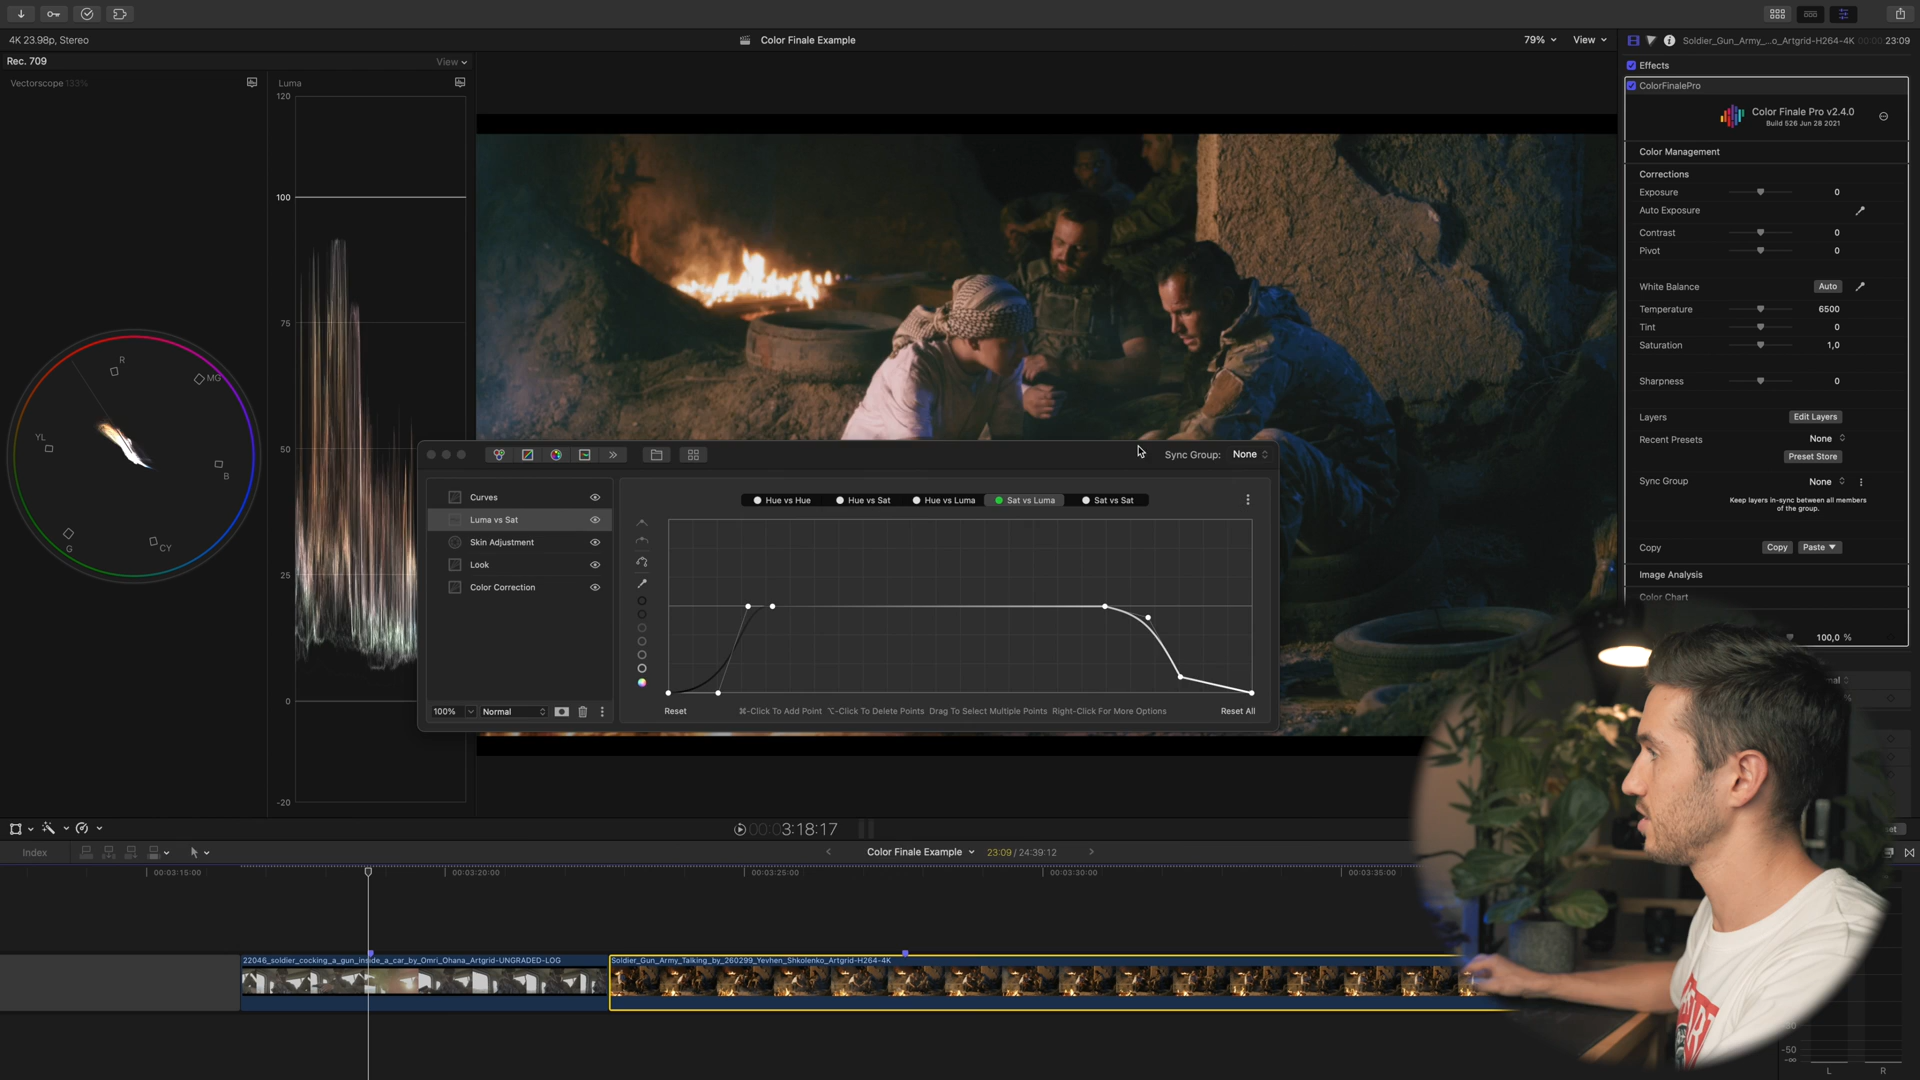 4K 23.98p, Stereo
Color Finale Example
79%
View
Soldier_Gun_Army_...o_Artgrid-H264-4K
23:09
Rec. 709
View
Effects
Vectorscope 133%
Luma
ColorFinalePro
120
Color Finale Pro v2.4.0
Build 526 Jun 28 2021
Color Management
Corrections
Exposure 0
100
Auto Exposure
Contrast 0
Pivot 0
White Balance Auto
Temperature 6500
75
Tint 0
Saturation 1,0
R
MG
Sharpness 0
Layers Edit Layers
YL
Recent Presets None
50
Sync Group: None
Preset Store
B
Sync Group None
Keep layers in-sync between all members
of the group.
Curves
Hue vs Hue Hue vs Sat Hue vs Luma Sat vs Luma Sat vs Sat
Luma vs Sat
Skin Adjustment
G
CY
Copy Copy Paste
Look
25
Image Analysis
Color Correction
Color Chart
100,0 %
0
100% Normal
Reset ⌘-Click To Add Point ⌥-Click To Delete Points Drag To Select Multiple Points Right-Click For More Options Reset All
-20
00:00 3:18:17
Index
Color Finale Example 23:09 / 24:39:12
00:03:15:00 00:03:20:00 00:03:25:00 00:03:30:00 00:03:35:00
22046_soldier_cocking_a_gun_inside_a_car_by_Omri_Ohana_Artgrid-UNGRADED-LOG
Soldier_Gun_Army_Talking_by_260299_Yevhen_Shkolenko_Artgrid-H264-4K
-50
-∞
L R